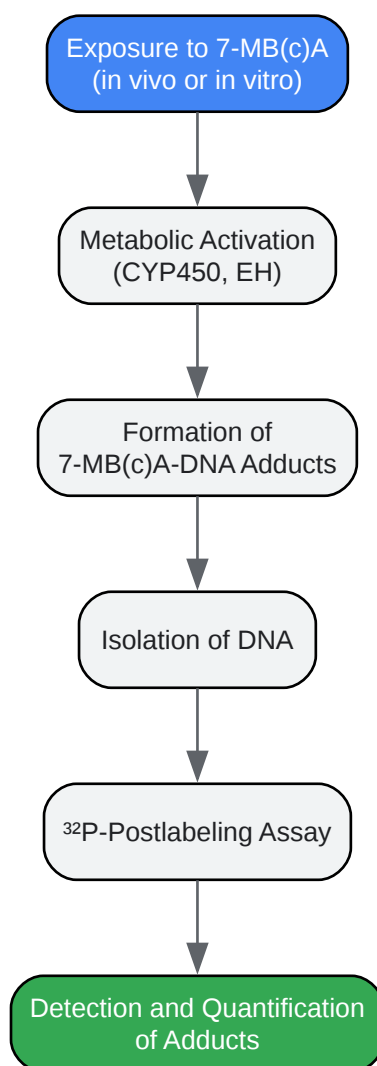 Exposure to 7-MB(c)A
(in vivo or in vitro)
Metabolic Activation
(CYP450, EH)
Formation of
7-MB(c)A-DNA Adducts
Isolation of DNA
³²P-Postlabeling Assay
Detection and Quantification
of Adducts